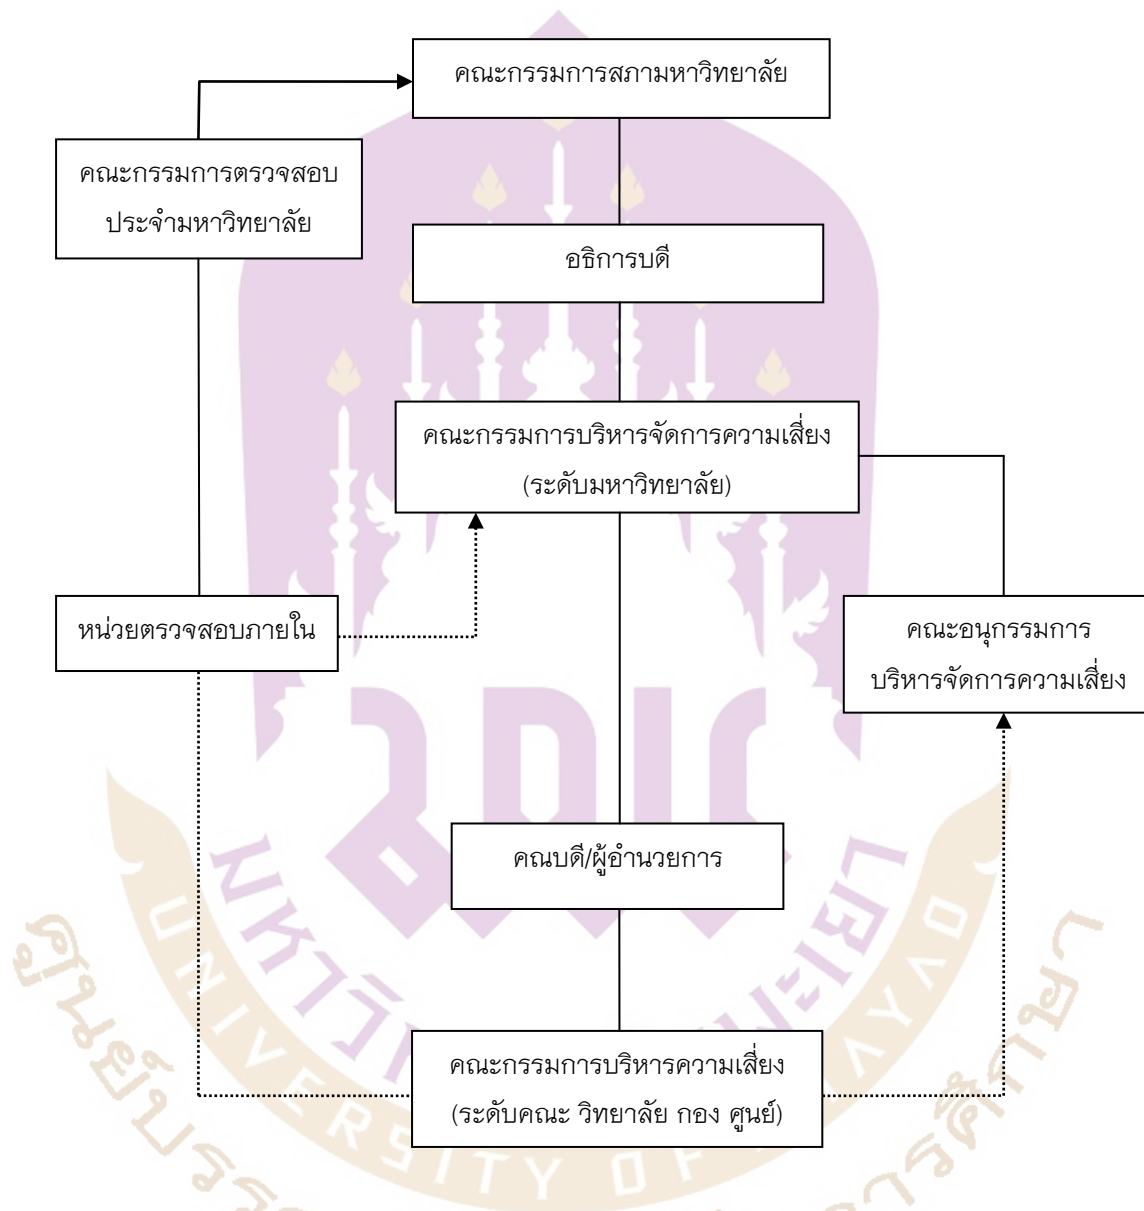 คณะกรรมการสภามหาวิทยาลัย
คณะกรรมการตรวจสอบ
ประจำมหาวิทยาลัย
อธิการบดี
คณะกรรมการบริหารจัดการความเสี่ยง
(ระดับมหาวิทยาลัย)
หน่วยตรวจสอบภายใน
คณะอนุกรรมการ
บริหารจัดการความเสี่ยง
คณบดี/ผู้อำนวยการ
คณะกรรมการบริหารความเสี่ยง
(ระดับคณะ วิทยาลัย กอง ศูนย์)
UNIVERSITY OF